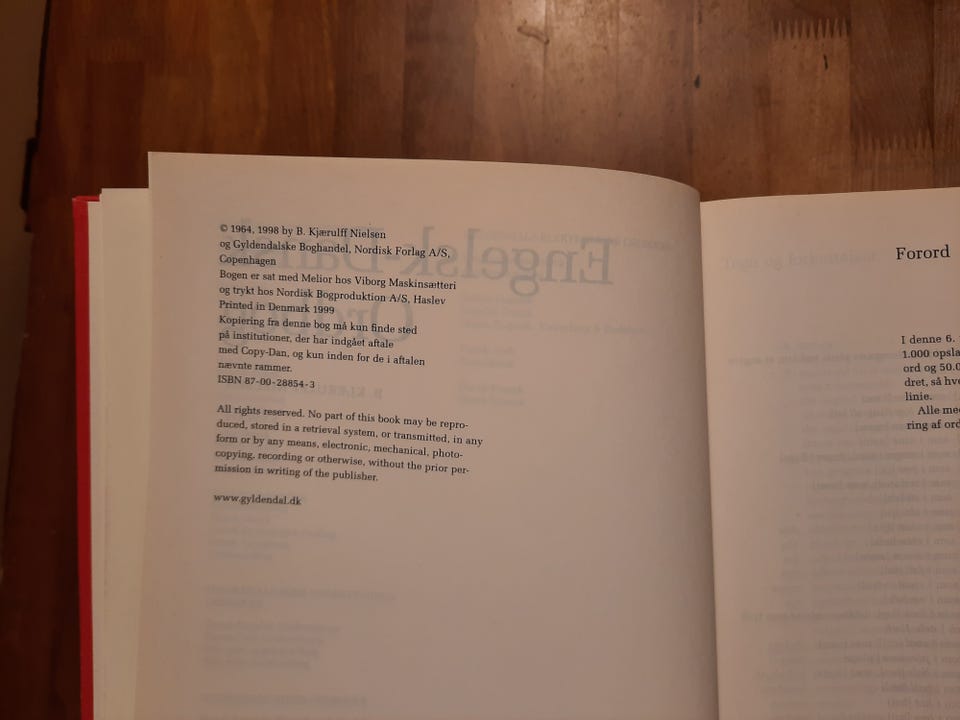 © 1964, 1998 by B. Kjærulff Nielsen
og Gyldendalske Boghandel, Nordisk Forlag A/S,
Copenhagen
Bogen er sat med Melior hos Viborg Maskinsætteri
og trykt hos Nordisk Bogproduktion A/S, Haslev
Printed in Denmark 1999
Kopiering fra denne bog må kun finde sted
på institutioner, der har indgået aftale
med Copy-Dan, og kun inden for de i aftalen
nævnte rammer.
ISBN 87-00-28854-3
All rights reserved. No part of this book may be repro-
duced, stored in a retrieval system, or transmitted, in any
form or by any means, electronic, mechanical, photo-
copying, recording or otherwise, without the prior per-
mission in writing of the publisher.
www.gyldendal.dk
Forord
I denne 6.
1.000 opsla
ord og 50.0
dret, så hv
linie.
Alle me
ring af ord